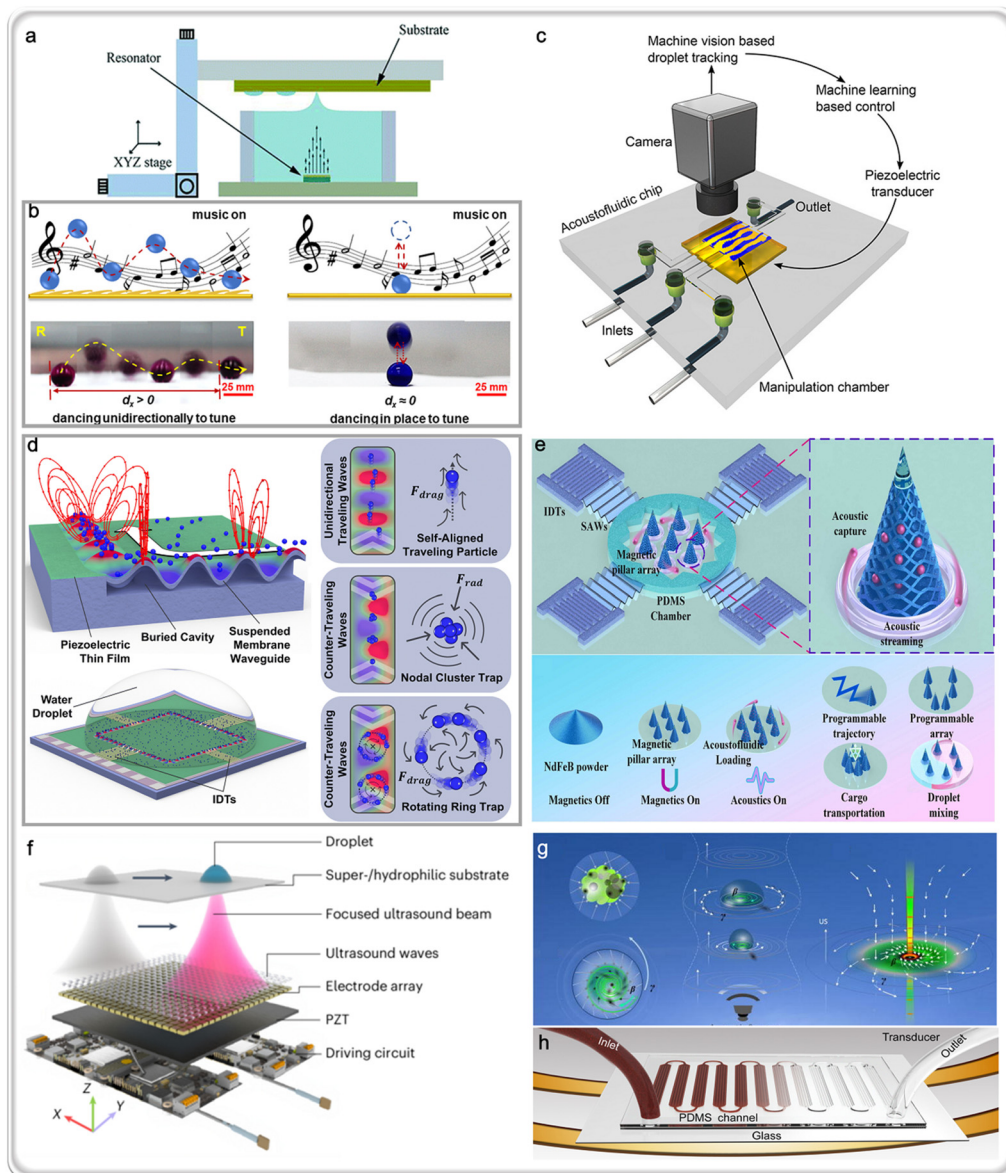 a
Substrate
Resonator
XYZ stage
b
music on
music on
R
T
25 mm
25 mm
dₓ > 0
dₓ ≈ 0
dancing unidirectionally to tune
dancing in place to tune
c
Machine vision based
droplet tracking
Machine learning
based control
Camera
Piezoelectric
transducer
Acoustofluidic chip
Outlet
Inlets
Manipulation chamber
d
Piezoelectric
Thin Film
Buried Cavity
Suspended
Membrane
Waveguide
Water
Droplet
IDTs
Unidirectional
Traveling Waves
F_drag
Self-Aligned
Traveling Particle
Counter-Traveling
Waves
F_rad
Nodal Cluster Trap
Counter-Traveling
Waves
F_drag
Rotating Ring Trap
e
IDTs
SAWs
Magnetic
pillar array
PDMS
Chamber
Acoustic
capture
Acoustic
streaming
NdFeB powder
Magnetic
pillar array
Acoustofluidic
Loading
Programmable
trajectory
Programmable
array
Magnetics Off
Magnetics On
Acoustics On
Cargo
transportation
Droplet
mixing
f
Droplet
Super-/hydrophilic substrate
Focused ultrasound beam
Ultrasound waves
Electrode array
PZT
Driving circuit
Z
X
Y
g
β
γ
β
γ
γ
us
h
Inlet
Transducer
Outlet
PDMS channel
Glass